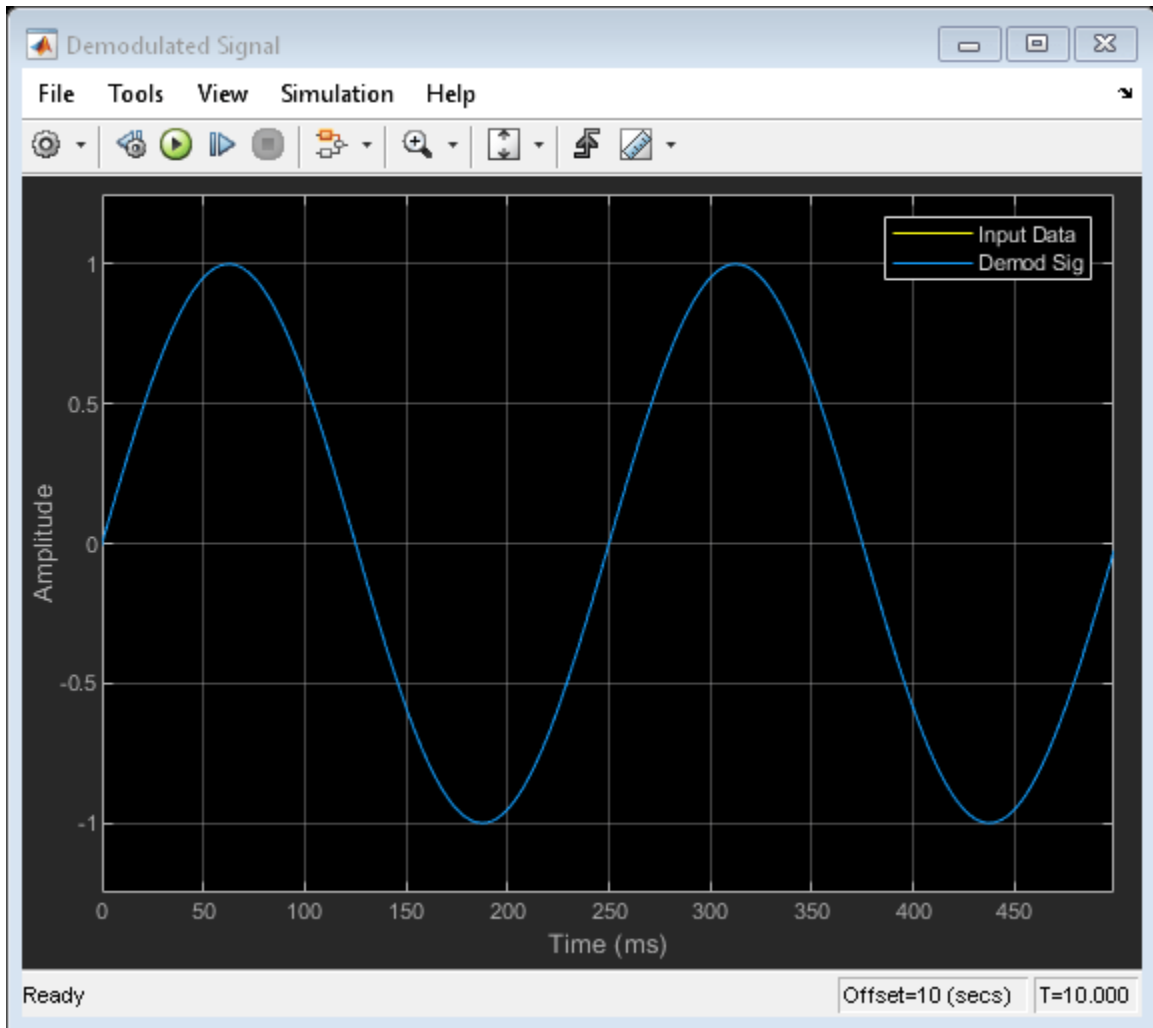 Demodulated Signal
File Tools View Simulation Help
Input Data
Demod Sig
1
0.5
0
-0.5
-1
Amplitude
0 50 100 150 200 250 300 350 400 450
Time (ms)
Ready Offset=10 (secs) T=10.000